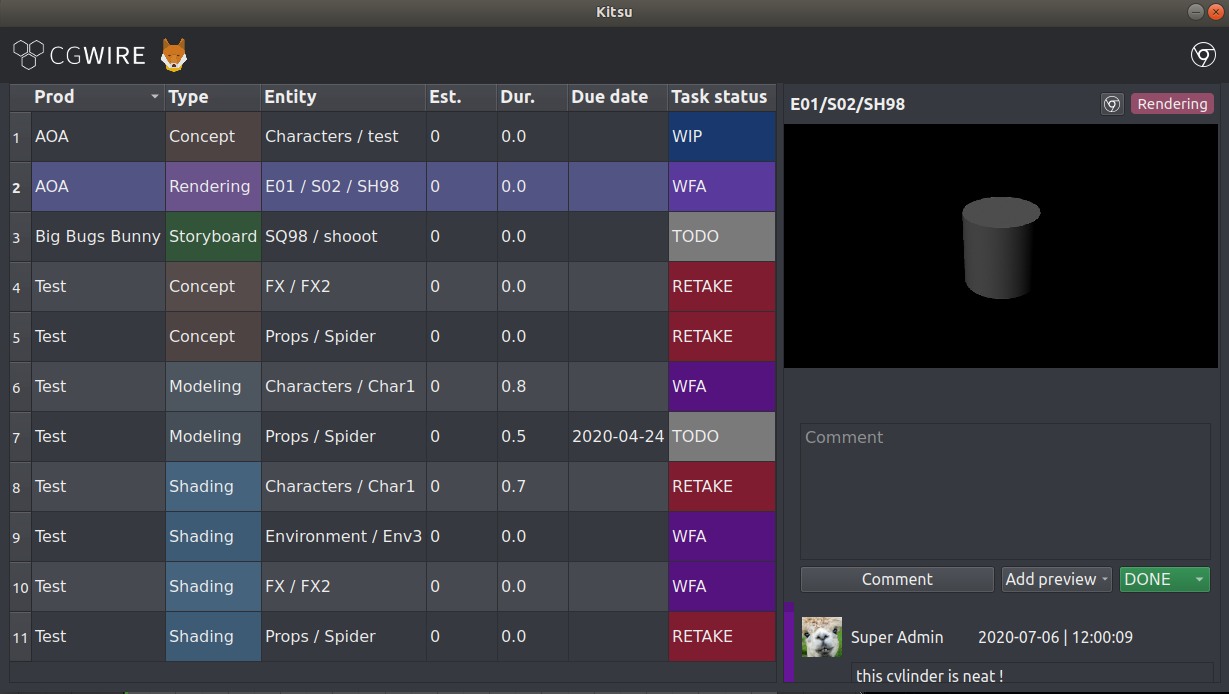 Kitsu
CGWIRE
Prod Type Entity Est. Dur. Due date Task status
1 AOA Concept Characters / test 0 0.0 WIP
2 AOA Rendering E01 / S02 / SH98 0 0.0 WFA
3 Big Bugs Bunny Storyboard SQ98 / shooot 0 0.0 TODO
4 Test Concept FX / FX2 0 0.0 RETAKE
5 Test Concept Props / Spider 0 0.0 RETAKE
6 Test Modeling Characters / Char1 0 0.8 WFA
7 Test Modeling Props / Spider 0 0.5 2020-04-24 TODO
8 Test Shading Characters / Char1 0 0.7 RETAKE
9 Test Shading Environment / Env3 0 0.0 WFA
10 Test Shading FX / FX2 0 0.0 WFA
11 Test Shading Props / Spider 0 0.0 RETAKE
E01/S02/SH98 Rendering
Comment
Comment Add preview DONE
Super Admin 2020-07-06 | 12:00:09
this cylinder is neat !